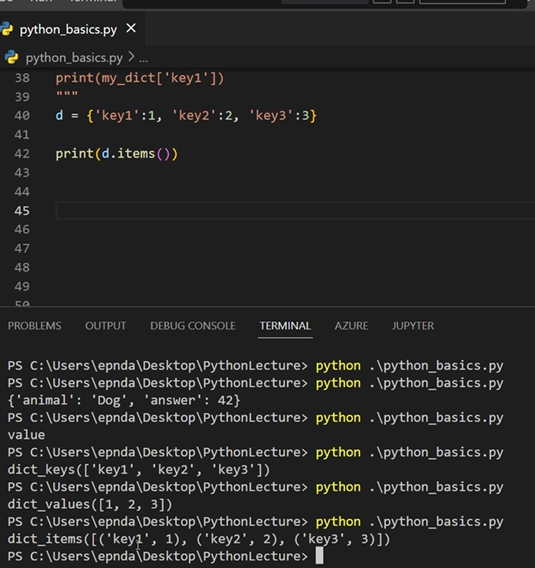 python_basics.py ×
python_basics.py > ...
38 print(my_dict['key1'])
39 """
40 d = {'key1':1, 'key2':2, 'key3':3}
41
42 print(d.items())
43
44
45
46
47
48
49
50
PROBLEMS OUTPUT DEBUG CONSOLE TERMINAL AZURE JUPYTER
PS C:\Users\epnda\Desktop\PythonLecture> python .\python_basics.py
PS C:\Users\epnda\Desktop\PythonLecture> python .\python_basics.py
{'animal': 'Dog', 'answer': 42}
PS C:\Users\epnda\Desktop\PythonLecture> python .\python_basics.py
value
PS C:\Users\epnda\Desktop\PythonLecture> python .\python_basics.py
dict_keys(['key1', 'key2', 'key3'])
PS C:\Users\epnda\Desktop\PythonLecture> python .\python_basics.py
dict_values([1, 2, 3])
PS C:\Users\epnda\Desktop\PythonLecture> python .\python_basics.py
dict_items([('key1', 1), ('key2', 2), ('key3', 3)])
PS C:\Users\epnda\Desktop\PythonLecture>